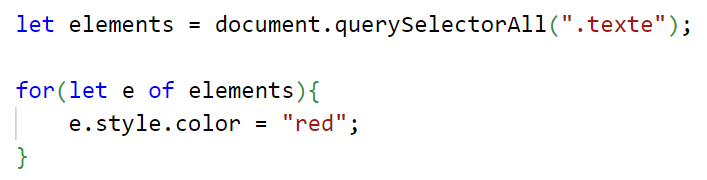 let elements = document.querySelectorAll(".texte");
for(let e of elements){
e.style.color = "red";
}